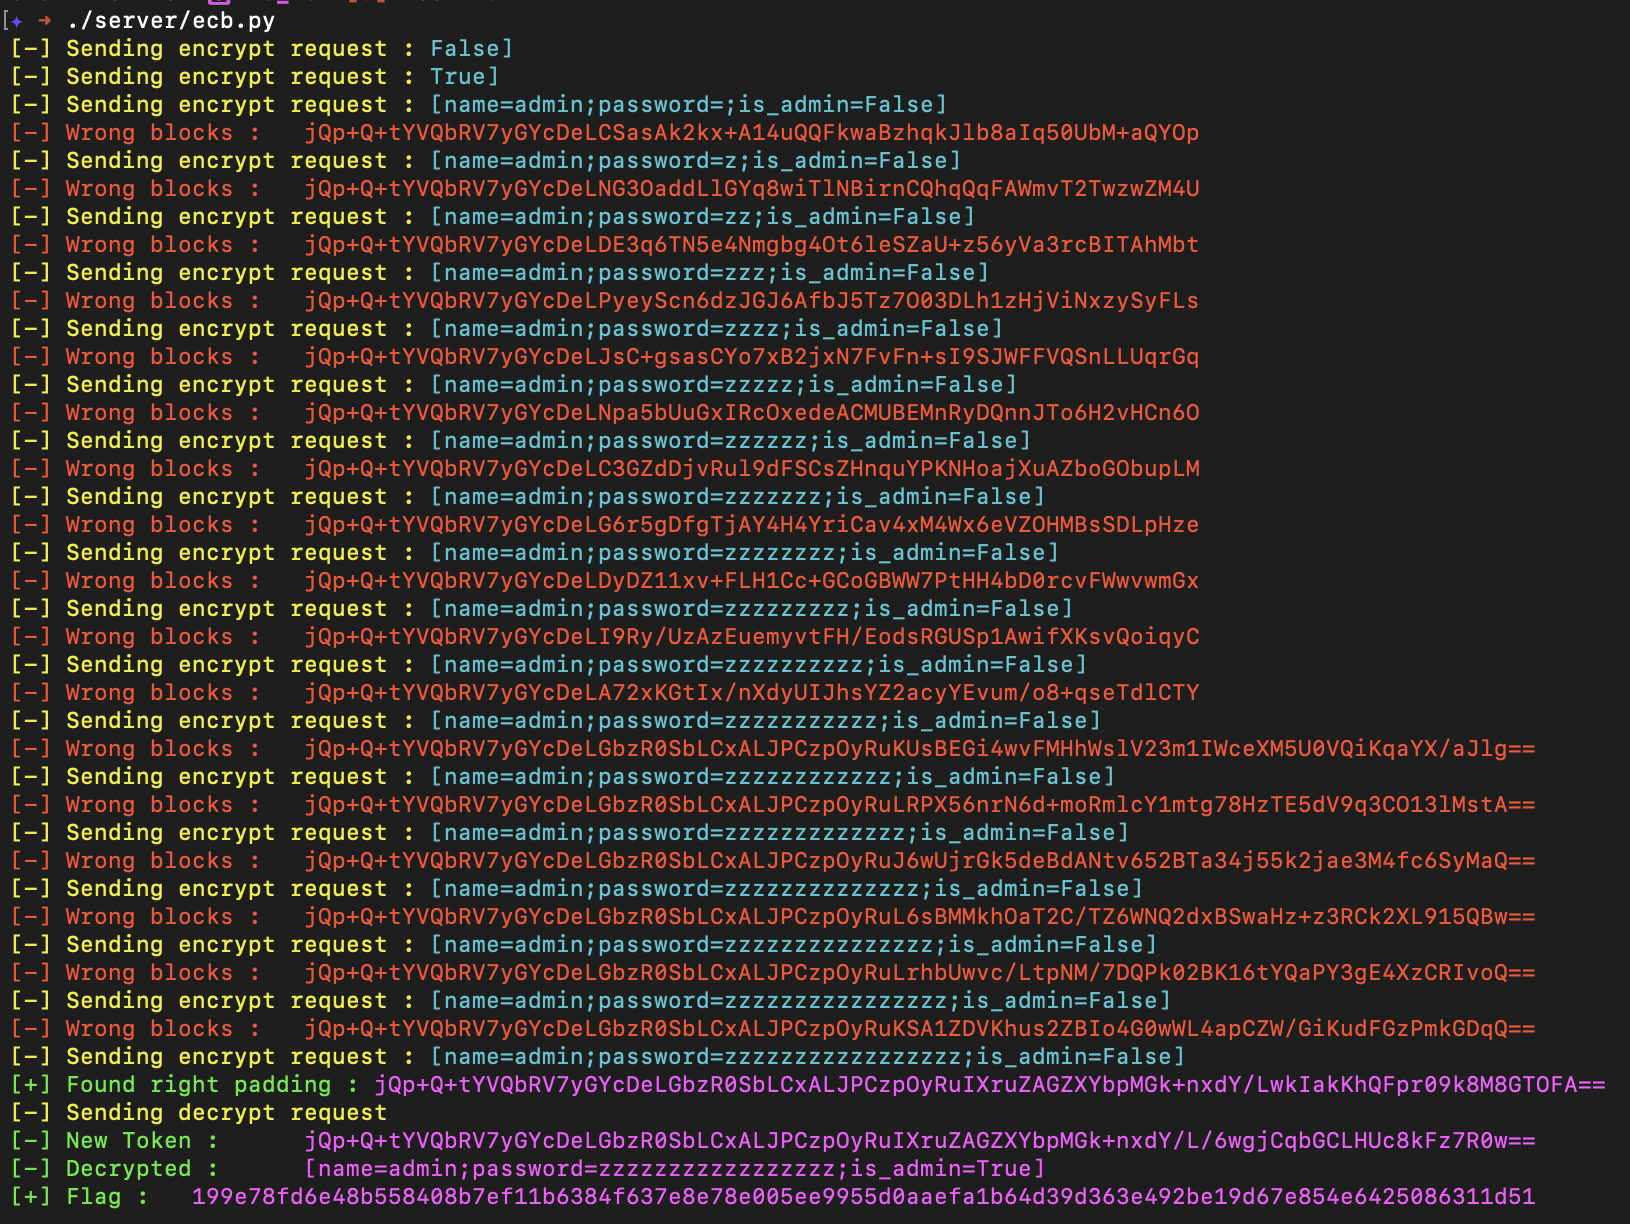 [✦ ➜ ./server/ecb.py
[-] Sending encrypt request : False]
[-] Sending encrypt request : True]
[-] Sending encrypt request : [name=admin;password=;is_admin=False]
[-] Wrong blocks :   jQp+Q+tYVQbRV7yGYcDeLCSasAk2kx+A14uQQFkwaBzhqkJlb8aIq50UbM+aQYOp
[-] Sending encrypt request : [name=admin;password=z;is_admin=False]
[-] Wrong blocks :   jQp+Q+tYVQbRV7yGYcDeLNG3OaddLlGYq8wiTlNBirnCQhqQqFAWmvT2TwzwZM4U
[-] Sending encrypt request : [name=admin;password=zz;is_admin=False]
[-] Wrong blocks :   jQp+Q+tYVQbRV7yGYcDeLDE3q6TN5e4Nmgbg4Ot6leSZaU+z56yVa3rcBITAhMbt
[-] Sending encrypt request : [name=admin;password=zzz;is_admin=False]
[-] Wrong blocks :   jQp+Q+tYVQbRV7yGYcDeLPyeyScn6dzJGJ6AfbJ5Tz7O03DLh1zHjViNxzySyFLs
[-] Sending encrypt request : [name=admin;password=zzzz;is_admin=False]
[-] Wrong blocks :   jQp+Q+tYVQbRV7yGYcDeLJsC+gsasCYo7xB2jxN7FvFn+sI9SJWFFVQSnLLUqrGq
[-] Sending encrypt request : [name=admin;password=zzzzz;is_admin=False]
[-] Wrong blocks :   jQp+Q+tYVQbRV7yGYcDeLNpa5bUuGxIRcOxedeACMUBEMnRyDQnnJTo6H2vHCn6O
[-] Sending encrypt request : [name=admin;password=zzzzzz;is_admin=False]
[-] Wrong blocks :   jQp+Q+tYVQbRV7yGYcDeLC3GZdDjvRul9dFSCsZHnquYPKNHoajXuAZboGObupLM
[-] Sending encrypt request : [name=admin;password=zzzzzzz;is_admin=False]
[-] Wrong blocks :   jQp+Q+tYVQbRV7yGYcDeLG6r5gDfgTjAY4H4YriCav4xM4Wx6eVZOHMBsSDLpHze
[-] Sending encrypt request : [name=admin;password=zzzzzzzz;is_admin=False]
[-] Wrong blocks :   jQp+Q+tYVQbRV7yGYcDeLDyDZ11xv+FLH1Cc+GCoGBWW7PtHH4bD0rcvFWwvwmGx
[-] Sending encrypt request : [name=admin;password=zzzzzzzzz;is_admin=False]
[-] Wrong blocks :   jQp+Q+tYVQbRV7yGYcDeLI9Ry/UzAzEuemyvtFH/EodsRGUSp1AwifXKsvQoiqyC
[-] Sending encrypt request : [name=admin;password=zzzzzzzzzz;is_admin=False]
[-] Wrong blocks :   jQp+Q+tYVQbRV7yGYcDeLA72xKGtIx/nXdyUIJhsYZ2acyYEvum/o8+qseTdlCTY
[-] Sending encrypt request : [name=admin;password=zzzzzzzzzzz;is_admin=False]
[-] Wrong blocks :   jQp+Q+tYVQbRV7yGYcDeLGbzR0SbLCxALJPCzpOyRuKUsBEGi4wvFMHhWslV23m1IWceXM5U0VQiKqaYX/aJlg==
[-] Sending encrypt request : [name=admin;password=zzzzzzzzzzzz;is_admin=False]
[-] Wrong blocks :   jQp+Q+tYVQbRV7yGYcDeLGbzR0SbLCxALJPCzpOyRuLRPX56nrN6d+moRmlcY1mtg78HzTE5dV9q3CO13lMstA==
[-] Sending encrypt request : [name=admin;password=zzzzzzzzzzzzz;is_admin=False]
[-] Wrong blocks :   jQp+Q+tYVQbRV7yGYcDeLGbzR0SbLCxALJPCzpOyRuJ6wUjrGk5deBdANtv652BTa34j55k2jae3M4fc6SyMaQ==
[-] Sending encrypt request : [name=admin;password=zzzzzzzzzzzzzz;is_admin=False]
[-] Wrong blocks :   jQp+Q+tYVQbRV7yGYcDeLGbzR0SbLCxALJPCzpOyRuL6sBMMkhOaT2C/TZ6WNQ2dxBSwaHz+z3RCk2XL915QBw==
[-] Sending encrypt request : [name=admin;password=zzzzzzzzzzzzzzz;is_admin=False]
[-] Wrong blocks :   jQp+Q+tYVQbRV7yGYcDeLGbzR0SbLCxALJPCzpOyRuLrhbUwvc/LtpNM/7DQPk02BK16tYQaPY3gE4XzCRIvoQ==
[-] Sending encrypt request : [name=admin;password=zzzzzzzzzzzzzzzz;is_admin=False]
[-] Wrong blocks :   jQp+Q+tYVQbRV7yGYcDeLGbzR0SbLCxALJPCzpOyRuKSA1ZDVKhus2ZBIo4G0wWL4apCZW/GiKudFGzPmkGDqQ==
[-] Sending encrypt request : [name=admin;password=zzzzzzzzzzzzzzzzz;is_admin=False]
[+] Found right padding : jQp+Q+tYVQbRV7yGYcDeLGbzR0SbLCxALJPCzpOyRuIXruZAGZXYbpMGk+nxdY/LwkIakKhQFpr09k8M8GTOFA==
[-] Sending decrypt request
[-] New Token :      jQp+Q+tYVQbRV7yGYcDeLGbzR0SbLCxALJPCzpOyRuIXruZAGZXYbpMGk+nxdY/L/6wgjCqbGCLHUc8kFz7R0w==
[-] Decrypted :      [name=admin;password=zzzzzzzzzzzzzzzzz;is_admin=True]
[+] Flag :   199e78fd6e48b558408b7ef11b6384f637e8e78e005ee9955d0aaefa1b64d39d363e492be19d67e854e6425086311d51